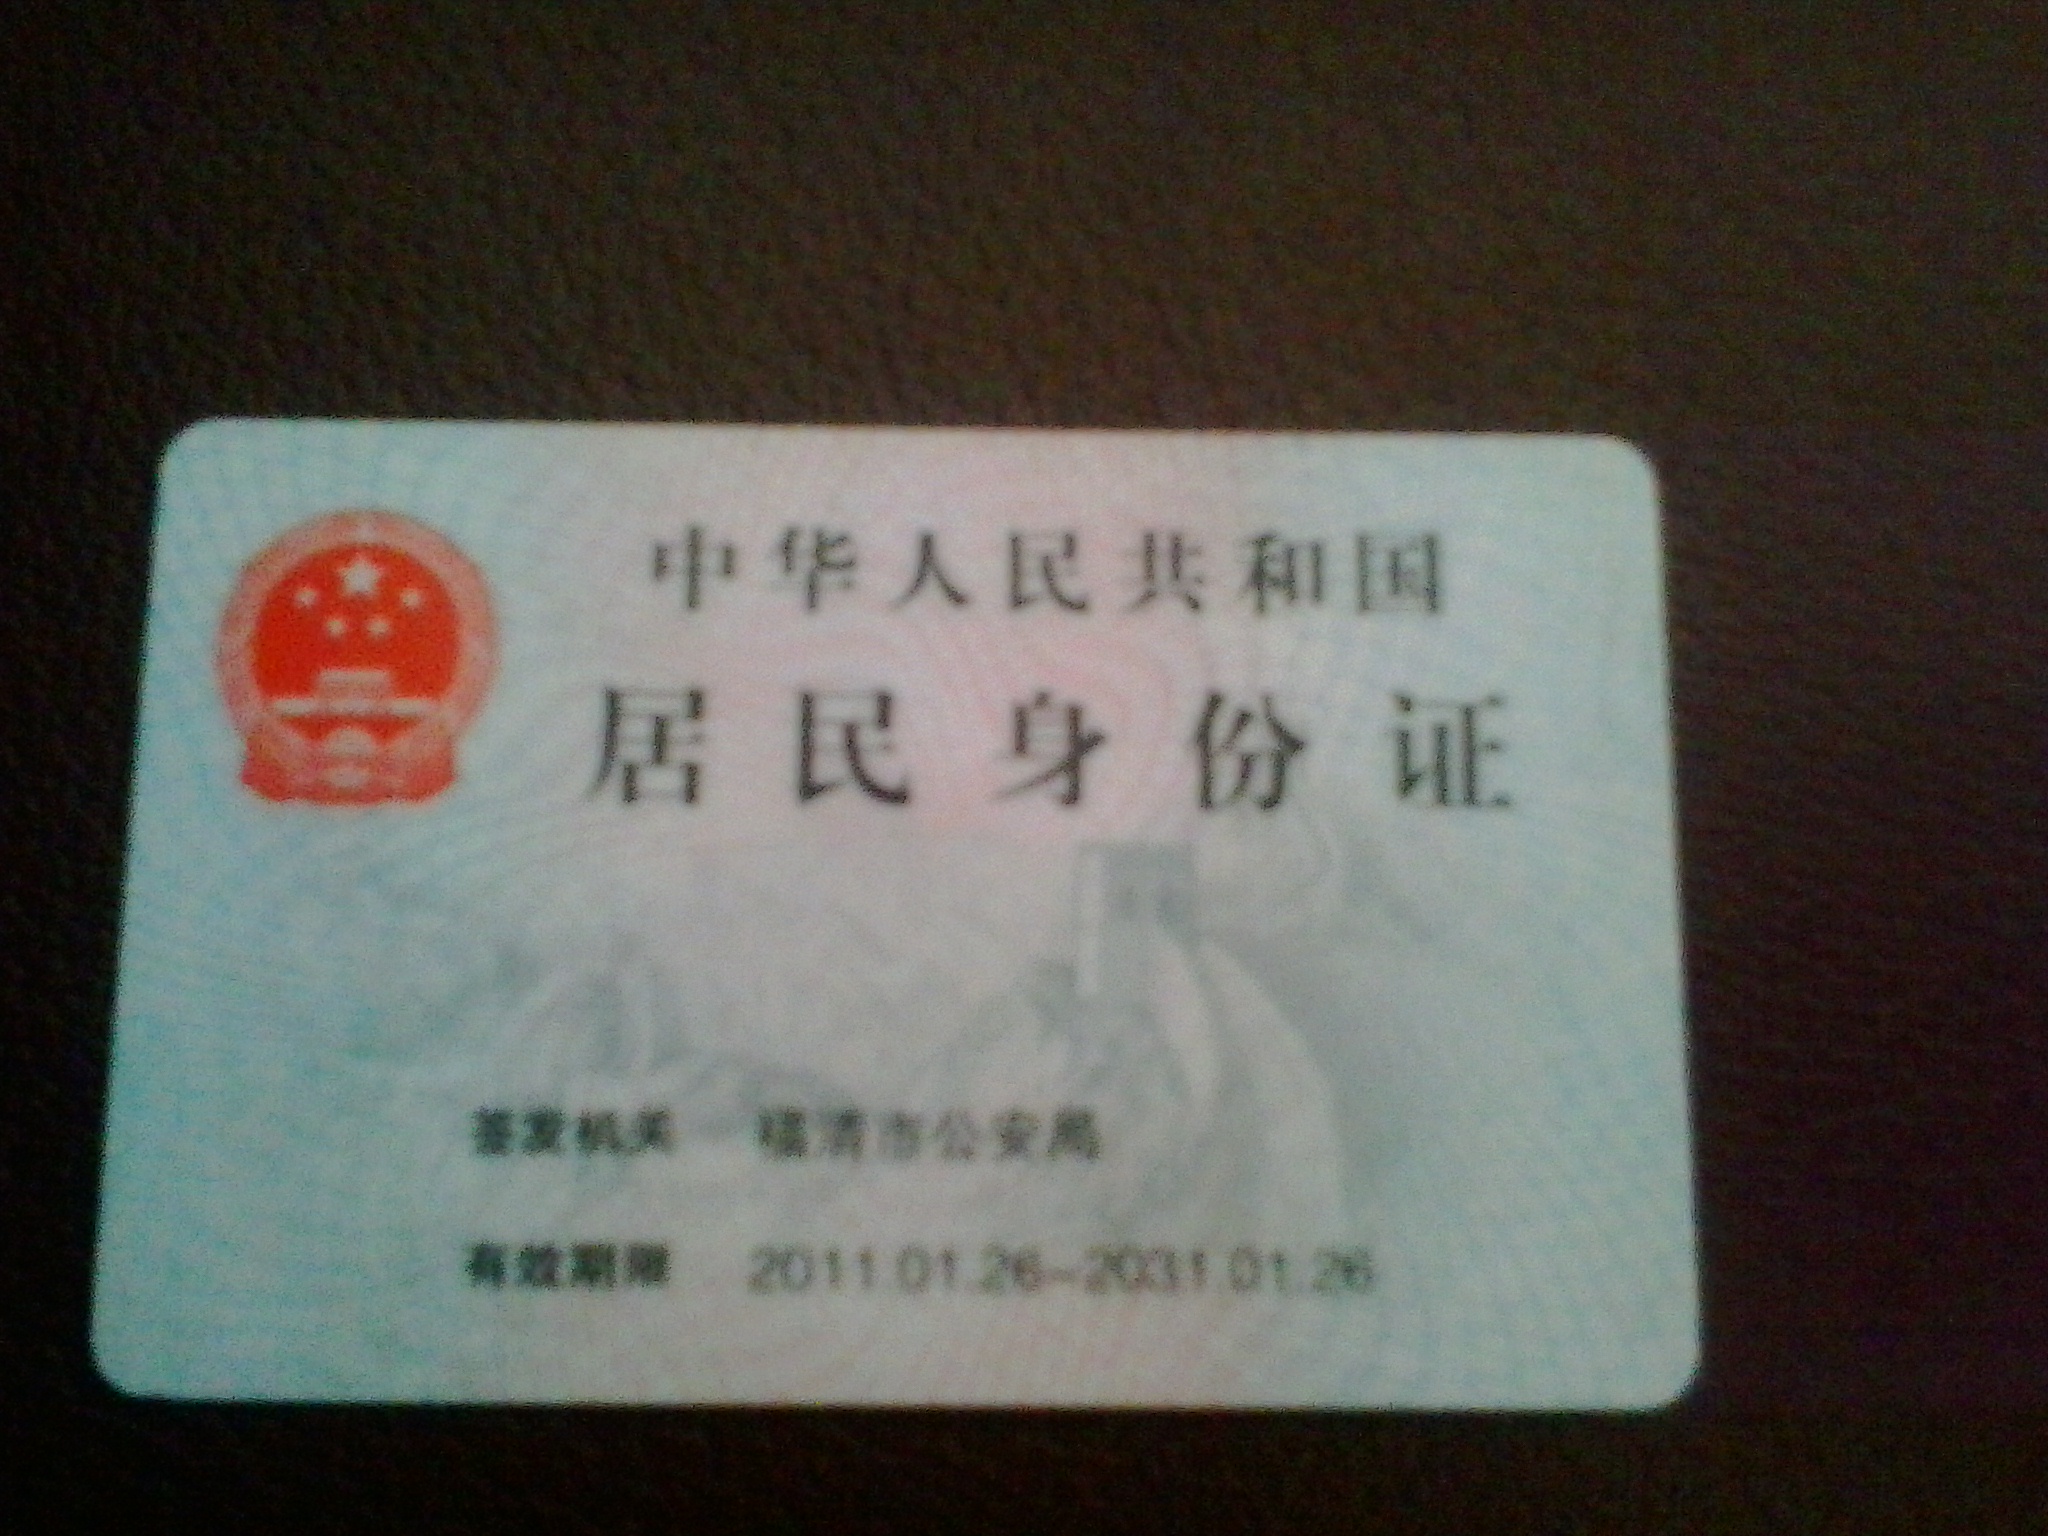 中华人民共和国
居民身份证
签发机关 福清市公安局
有效期限 2011.01.26-2031.01.26